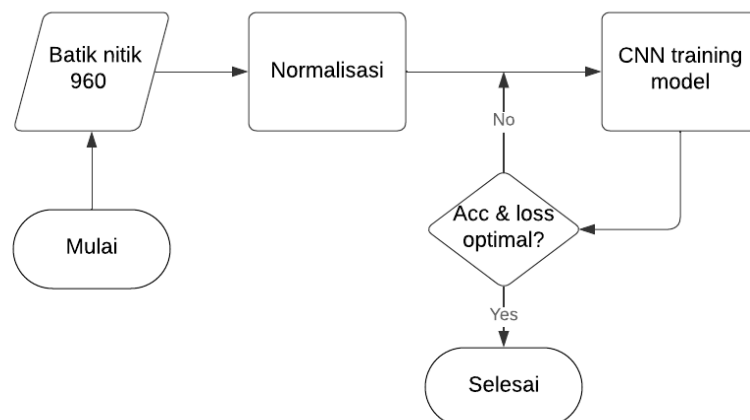 Batik nitik
960
Normalisasi
CNN training
model
No
Acc & loss
optimal?
Mulai
Yes
Selesai